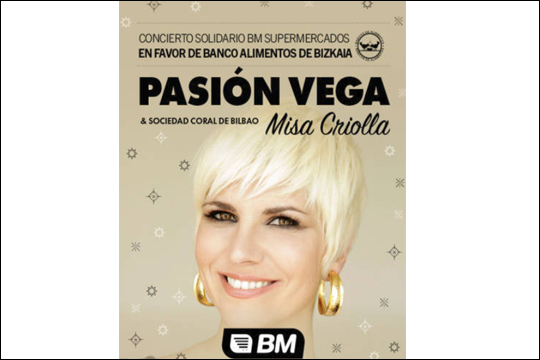 CONCIERTO SOLIDARIO BM SUPERMERCADOS
EN FAVOR DE BANCO ALIMENTOS DE BIZKAIA
PASIÓN VEGA
& SOCIEDAD CORAL DE BILBAO Misa Criolla
BM